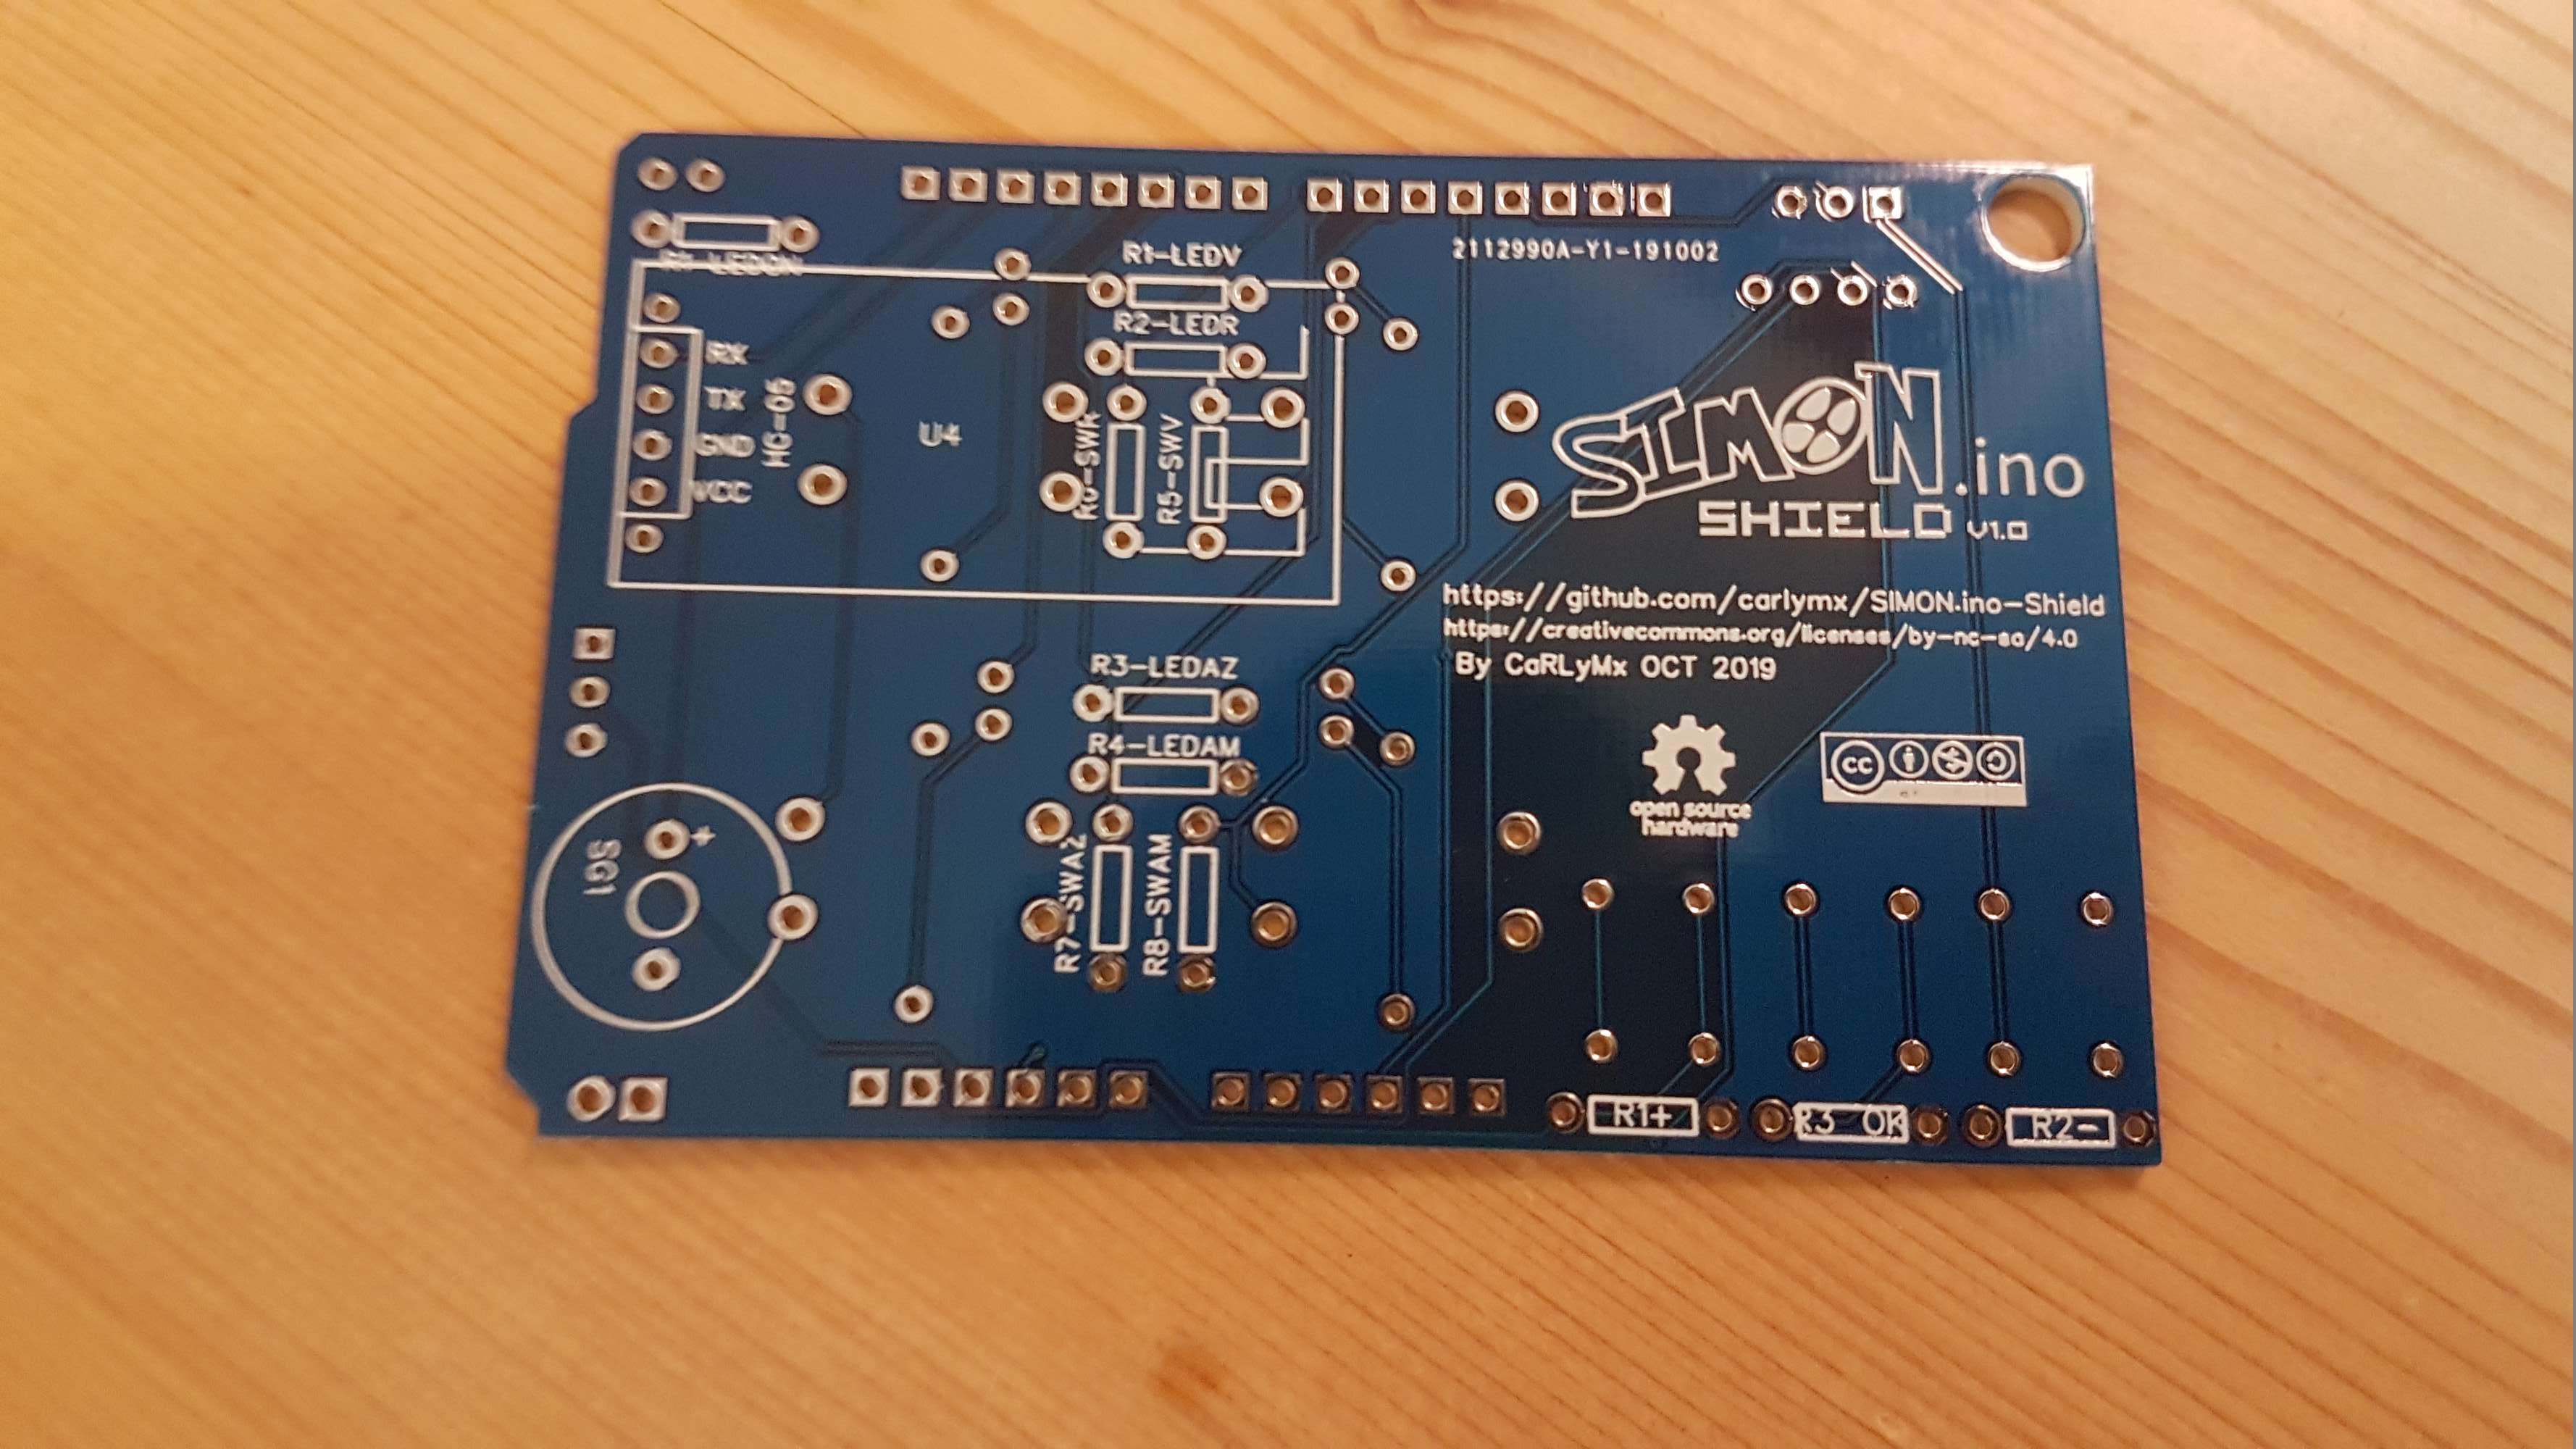 R1-LEDV
2112990A-Y1-191002
R2-LEDR
RX
TX
GND
VCC
HC-05
U4
R6-SWR
R5-SWV
SIMON.ino
SHIELD V1.0
https://github.com/carlymx/SIMON.ino-Shield
https://creativecommons.org/licenses/by-nc-sa/4.0
By CaRLyMx OCT 2019
R3-LEDAZ
R4-LEDAM
open source
hardware
cc
SG1
+
R7-SWAZ
R8-SWAM
R1+
R3 OK
R2-